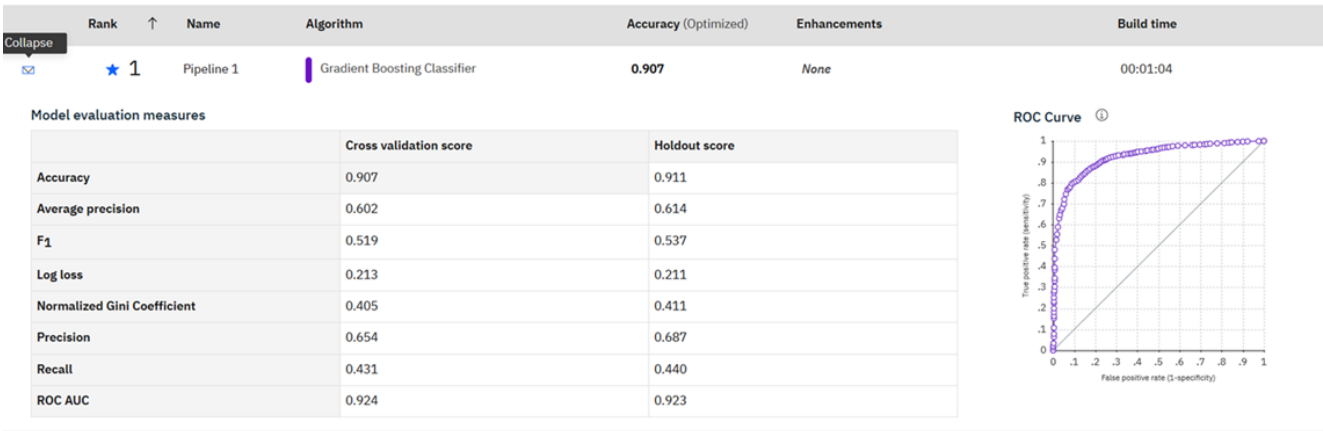 Rank ↑ Name Algorithm Accuracy (Optimized) Enhancements Build time
Collapse
★ 1 Pipeline 1 Gradient Boosting Classifier 0.907 None 00:01:04
Model evaluation measures
Cross validation score Holdout score
Accuracy 0.907 0.911
Average precision 0.602 0.614
F1 0.519 0.537
Log loss 0.213 0.211
Normalized Gini Coefficient 0.405 0.411
Precision 0.654 0.687
Recall 0.431 0.440
ROC AUC 0.924 0.923
ROC Curve
True positive rate (sensitivity)
1
.9
.8
.7
.6
.5
.4
.3
.2
.1
0
0 .1 .2 .3 .4 .5 .6 .7 .8 .9 1
False positive rate (1-specificity)